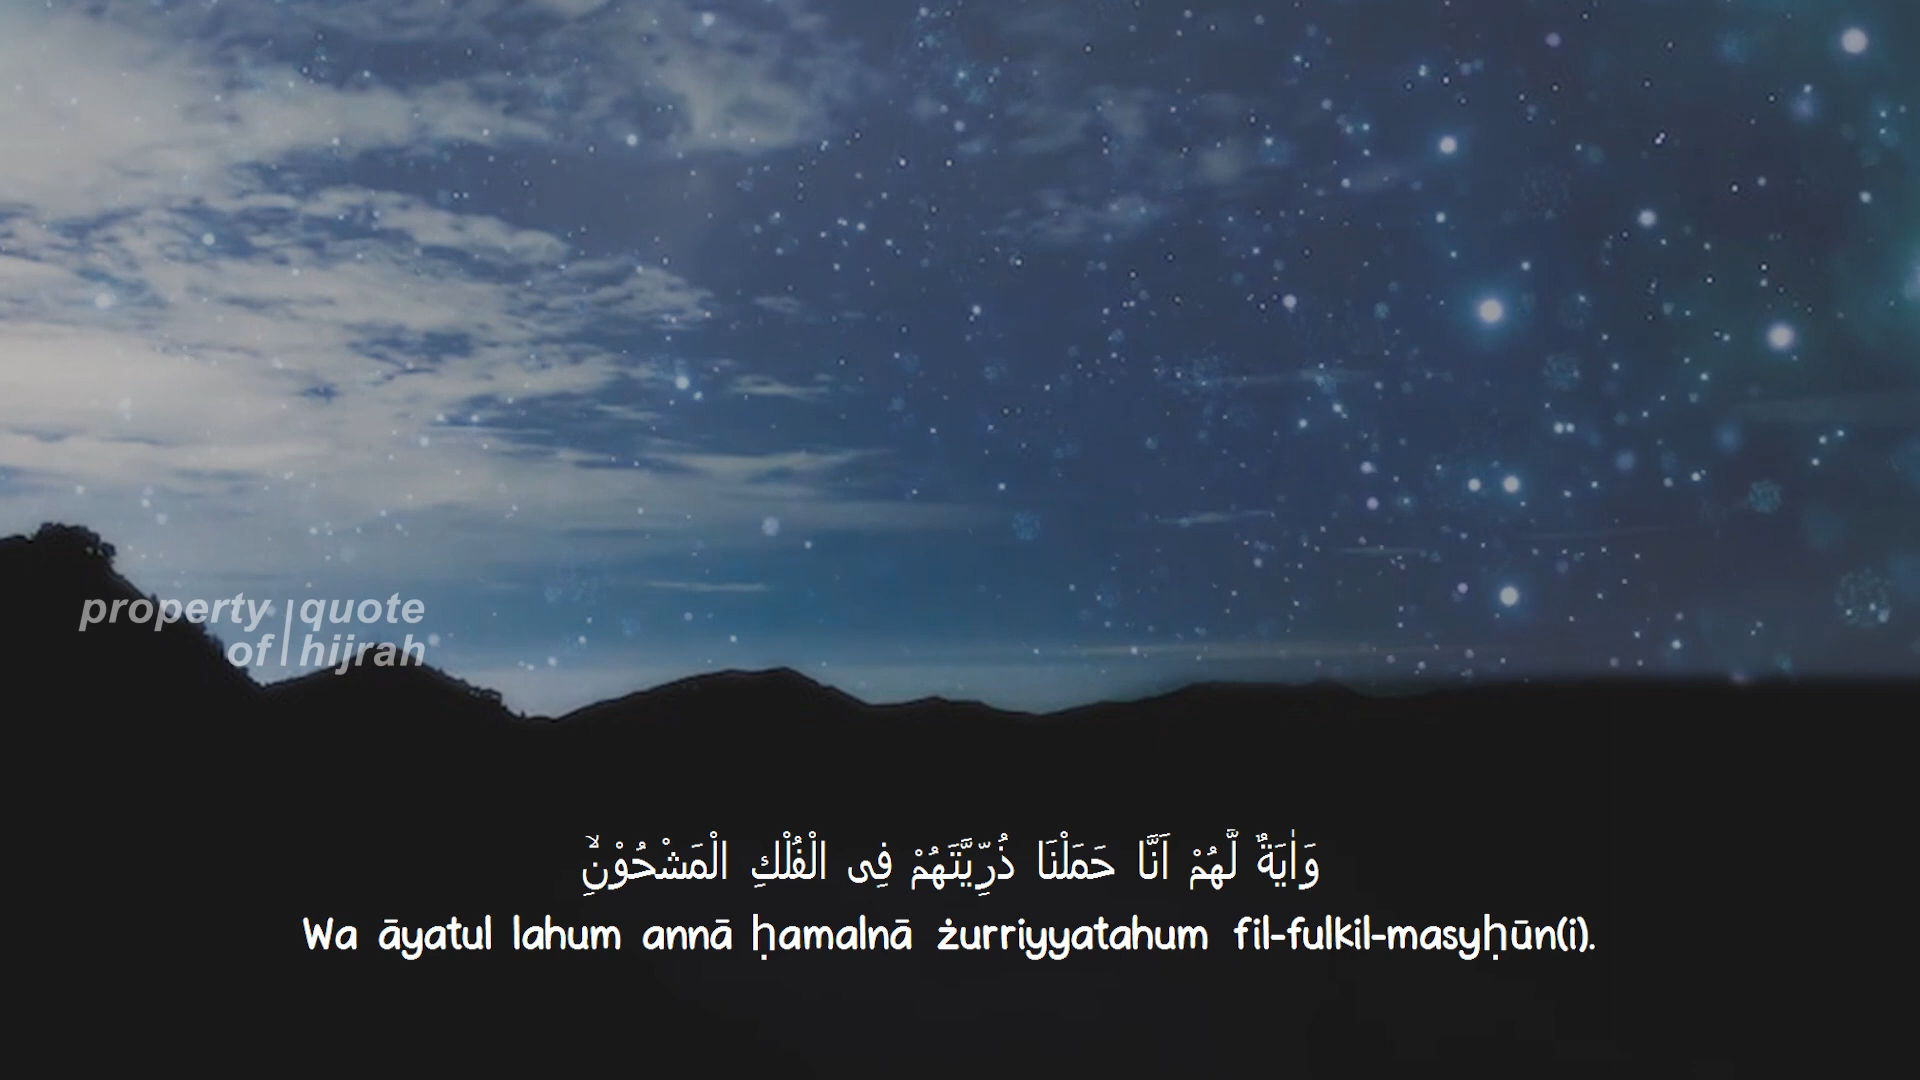 property | quote
of | hijrah
وَاٰيَةٌ لَّهُمْ اَنَّا حَمَلْنَا ذُرِّيَّتَهُمْ فِى الْفُلْكِ الْمَشْحُوْنِۙ
Wa āyatul lahum annā ḥamalnā żurriyyatahum fil-fulkil-masyḥūn(i).